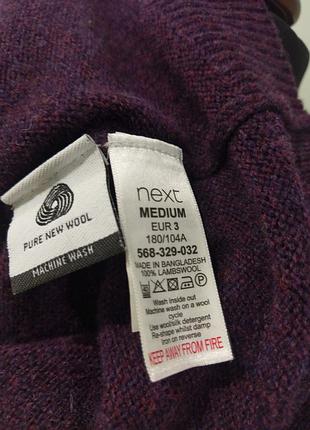 PURE NEW WOOL
MACHINE WASH
next
MEDIUM
EUR 3
180/104A
568-329-032
MADE IN BANGLADESH
100% LAMBSWOOL
Wash inside out
Machine wash on a wool
cycle
Use wool/silk detergent
Re-shape whilst damp
Iron on reverse
KEEP AWAY FROM FIRE